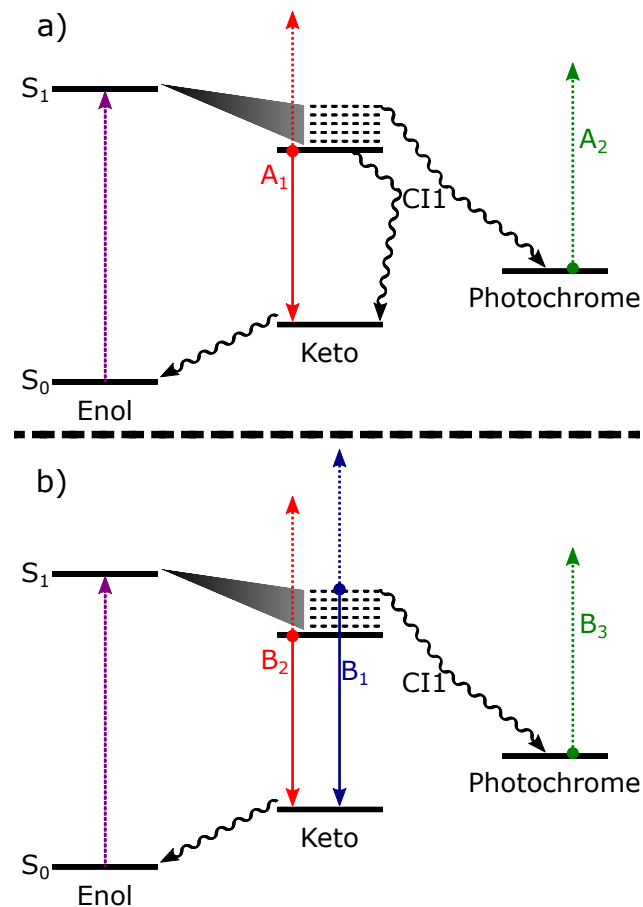 a)
S₁
A₁
A₂
CI1
Photochrome
Keto
S₀
Enol
b)
S₁
B₂
B₁
B₃
CI1
Photochrome
Keto
S₀
Enol